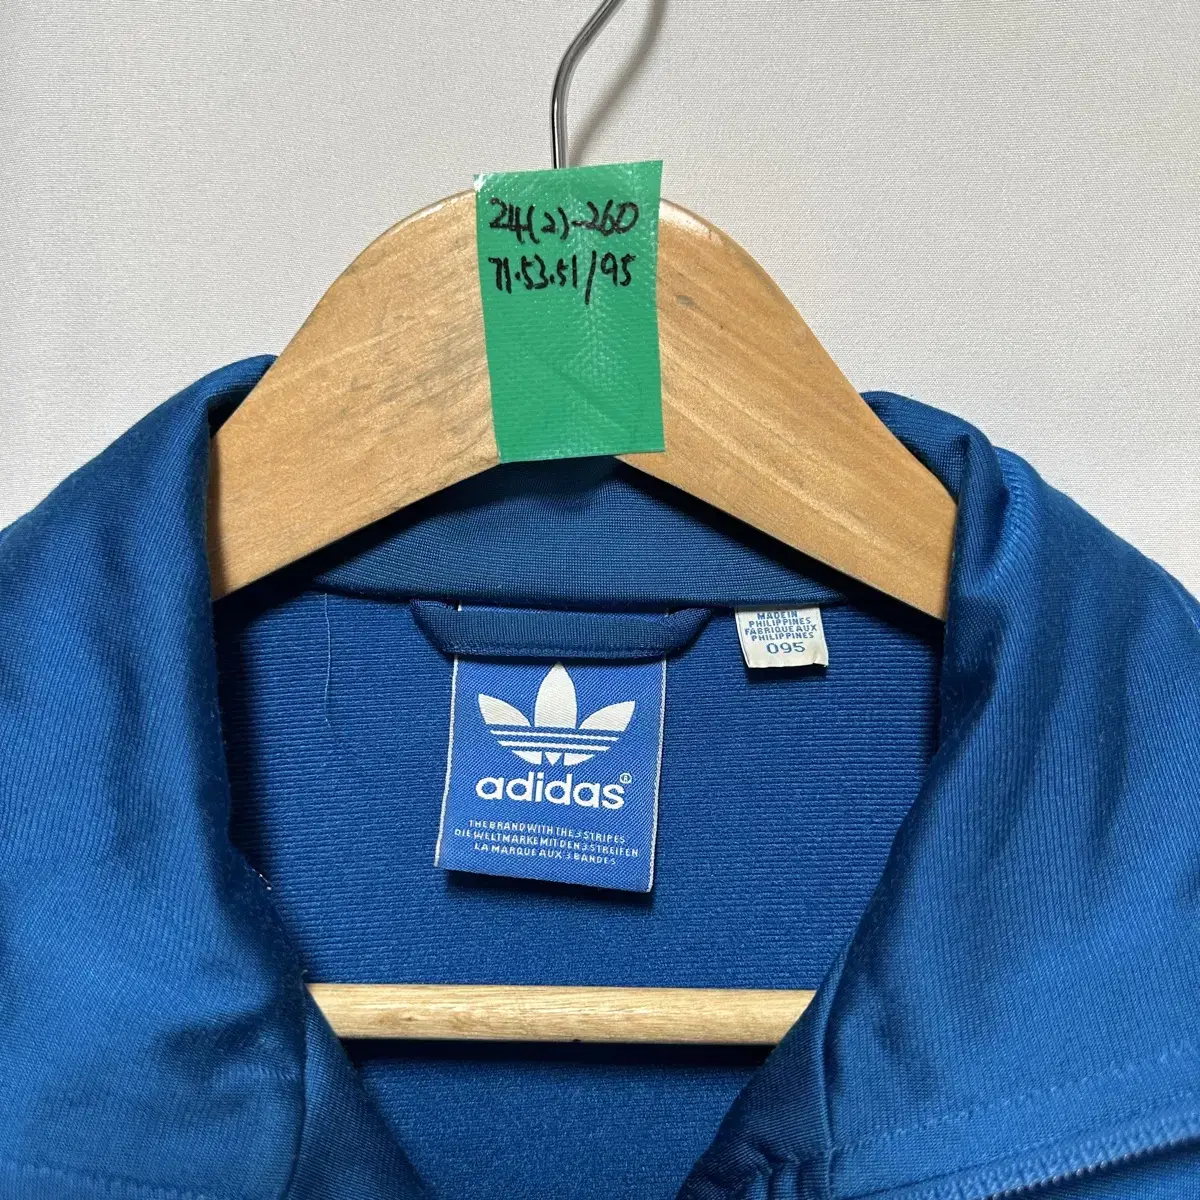 24(2)-260
71.53.51/95
MADE IN
PHILIPPINES
FABRIQUE AUX
PHILIPPINES
095
adidas®
THE BRAND WITH THE 3 STRIPES
DIE WELTMARKE MIT DEN 3 STREIFEN
LA MARQUE AUX 3 BANDES